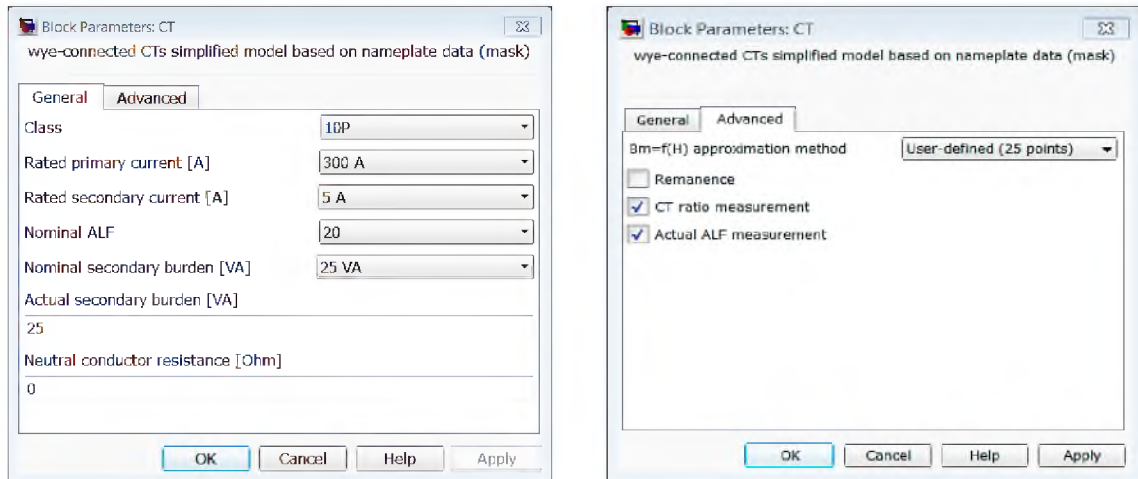 Block Parameters: CT
wye-connected CTs simplified model based on nameplate data (mask)
General Advanced
Class 10P
Rated primary current [A] 300 A
Rated secondary current [A] 5 A
Nominal ALF 20
Nominal secondary burden [VA] 25 VA
Actual secondary burden [VA]
25
Neutral conductor resistance [Ohm]
0
OK Cancel Help Apply
Block Parameters: CT
wye-connected CTs simplified model based on nameplate data (mask)
General Advanced
Bm=f(H) approximation method User-defined (25 points)
Remanence
CT ratio measurement
Actual ALF measurement
OK Cancel Help Apply